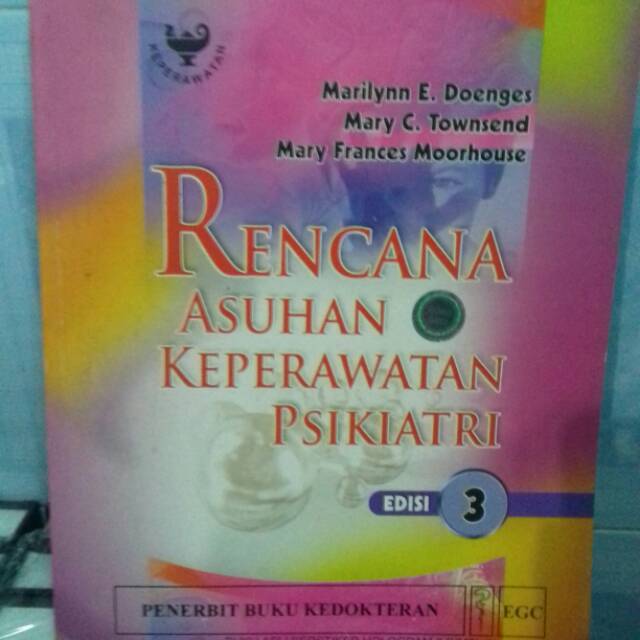 KEPERAWATAN
Marilynn E. Doenges
Mary C. Townsend
Mary Frances Moorhouse
RENCANA
ASUHAN
KEPERAWATAN
PSIKIATRI
EDISI 3
PENERBIT BUKU KEDOKTERAN EGC